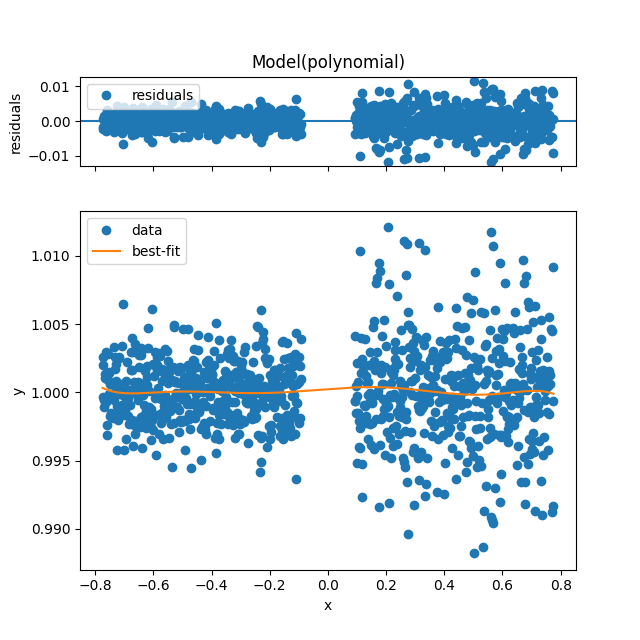 Model(polynomial)
residuals
0.01
0.00
−0.01
residuals
data
best-fit
y
1.010
1.005
1.000
0.995
0.990
−0.8 −0.6 −0.4 −0.2 0.0 0.2 0.4 0.6 0.8
x